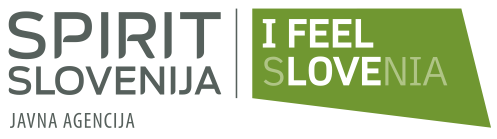 SPIRIT
SLOVENIJA
JAVNA AGENCIJA
I FEEL
SLOVENIA